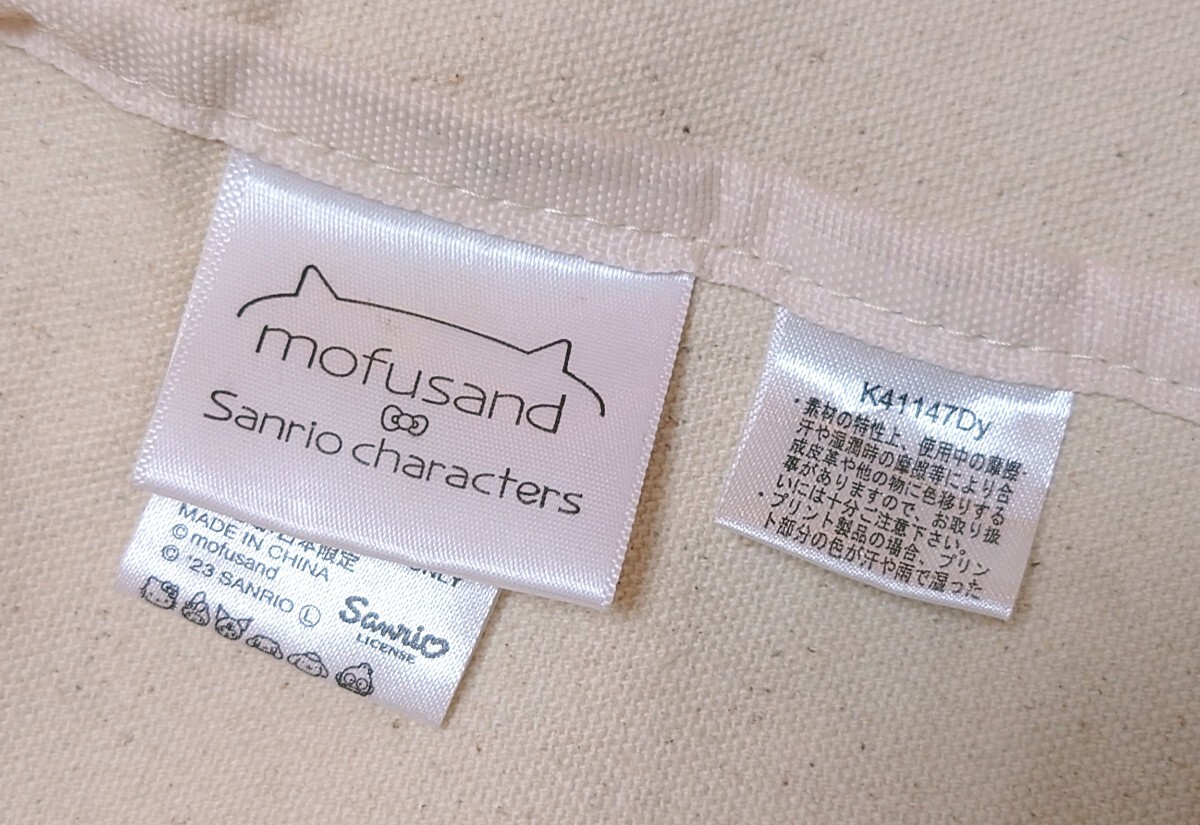 mofusand
Sanrio characters
日本限定 ONLY
MADE IN CHINA
© mofusand
© '23 SANRIO Ⓛ
Sanrio
LICENSE
K41147Dy
・素材の特性上、使用中の摩擦・
汗や湿潤時の摩擦等により合
成皮革や他の物に色移りする
事がありますので、お取り扱
いには十分ご注意下さい。
・プリント製品の場合、プリン
ト部分の色が汗や雨で湿った